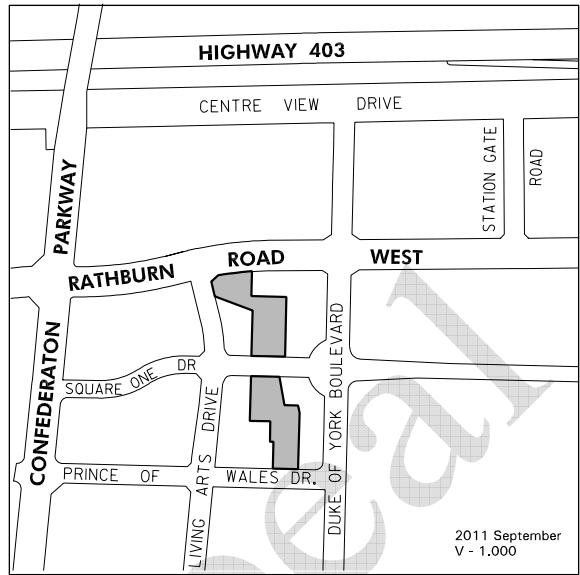 HIGHWAY 403
CENTRE VIEW DRIVE
STATION GATE
ROAD
PARKWAY
RATHBURN ROAD WEST
CONFEDERATON
SQUARE ONE DR
LIVING ARTS DRIVE
DUKE OF YORK BOULEVARD
PRINCE OF WALES DR.
eal
2011 September
V - 1.000